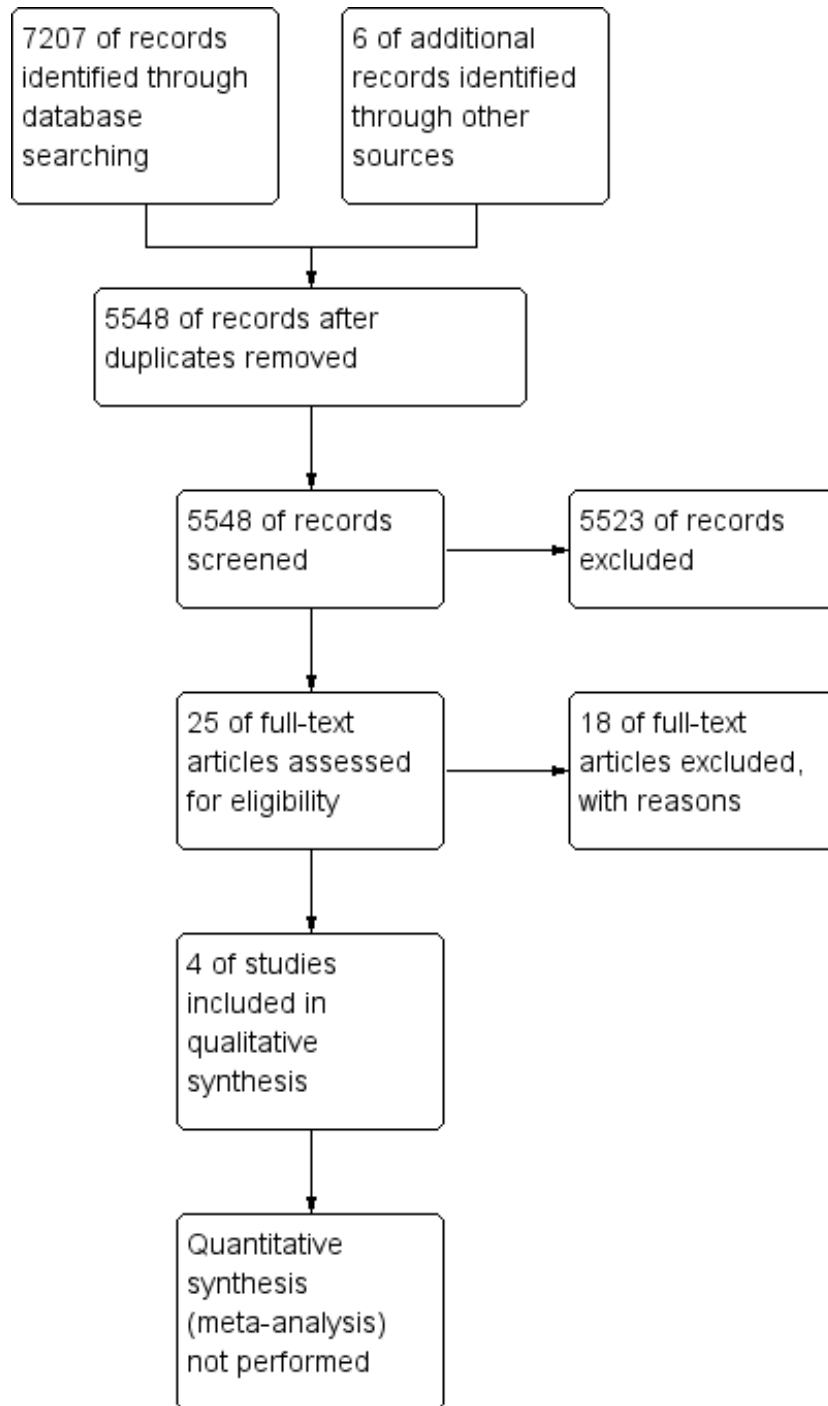 7207 of records
identified through
database
searching
6 of additional
records identified
through other
sources
5548 of records after
duplicates removed
5548 of records
screened
5523 of records
excluded
25 of full-text
articles assessed
for eligibility
18 of full-text
articles excluded,
with reasons
4 of studies
included in
qualitative
synthesis
Quantitative
synthesis
(meta-analysis)
not performed